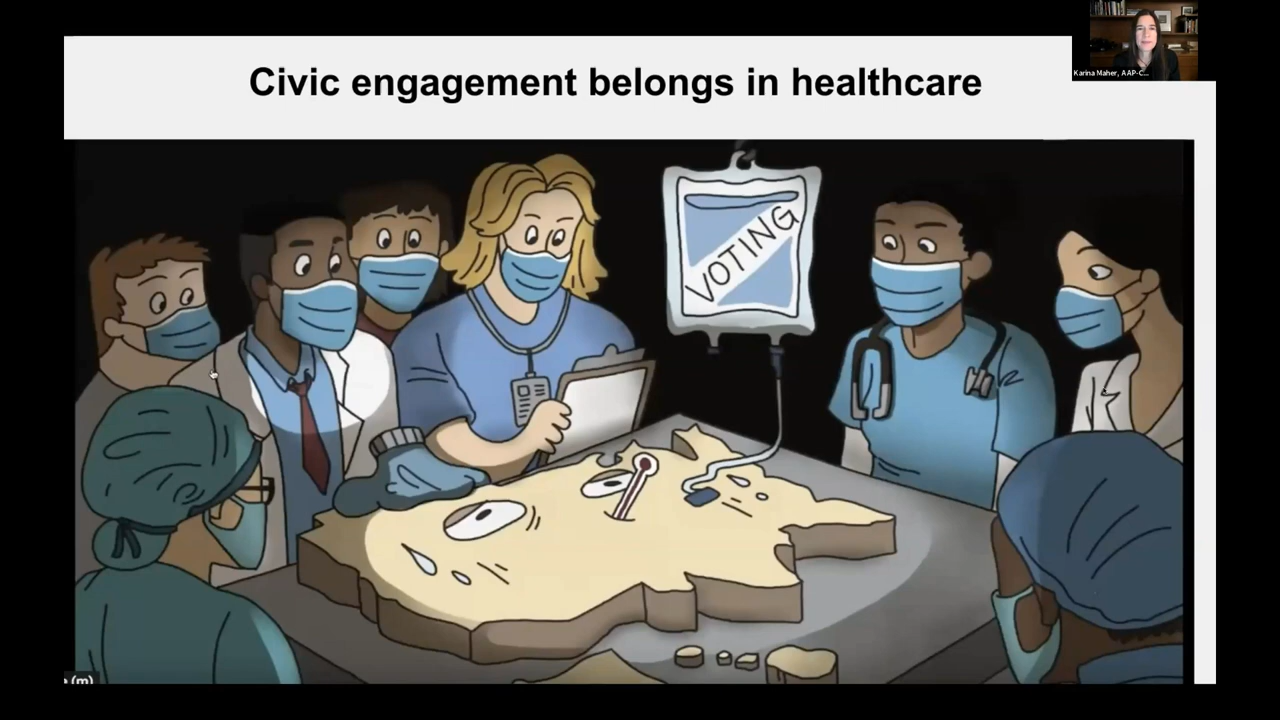 Civic engagement belongs in healthcare
Karina Maher, AAP-C...
VOTING
(m)